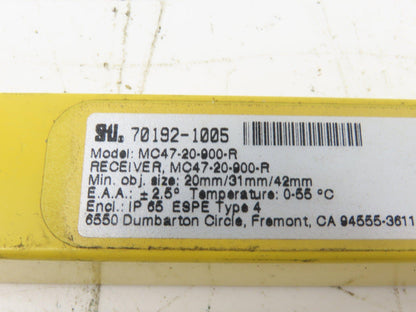 STI. 70192-1005
Model: MC47-20-900-R
RECEIVER, MC47-20-900-R
Min. obj. size: 20mm/31mm/42mm
E.A.A.: ±2.5° Temperature: 0-55 °C
Encl.: IP 65 ESPE Type 4
6550 Dumbarton Circle, Fremont, CA 94555-3611